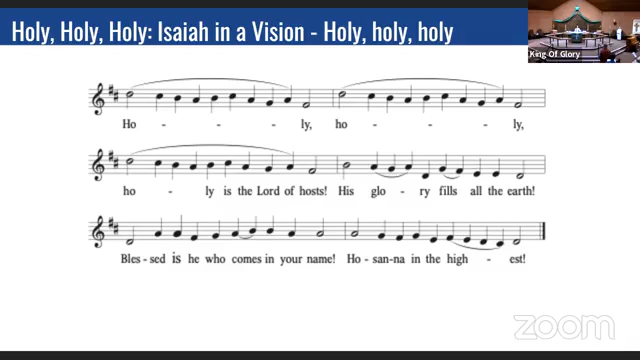 Holy, Holy, Holy: Isaiah in a Vision - Holy, holy, holy
King Of Glory
Ho - - - ly, ho - - - ly,
ho - ly is the Lord of hosts! His glo - ry fills all the earth!
Bles - sed is he who comes in your name! Ho - san-na in the high - est!
zoom